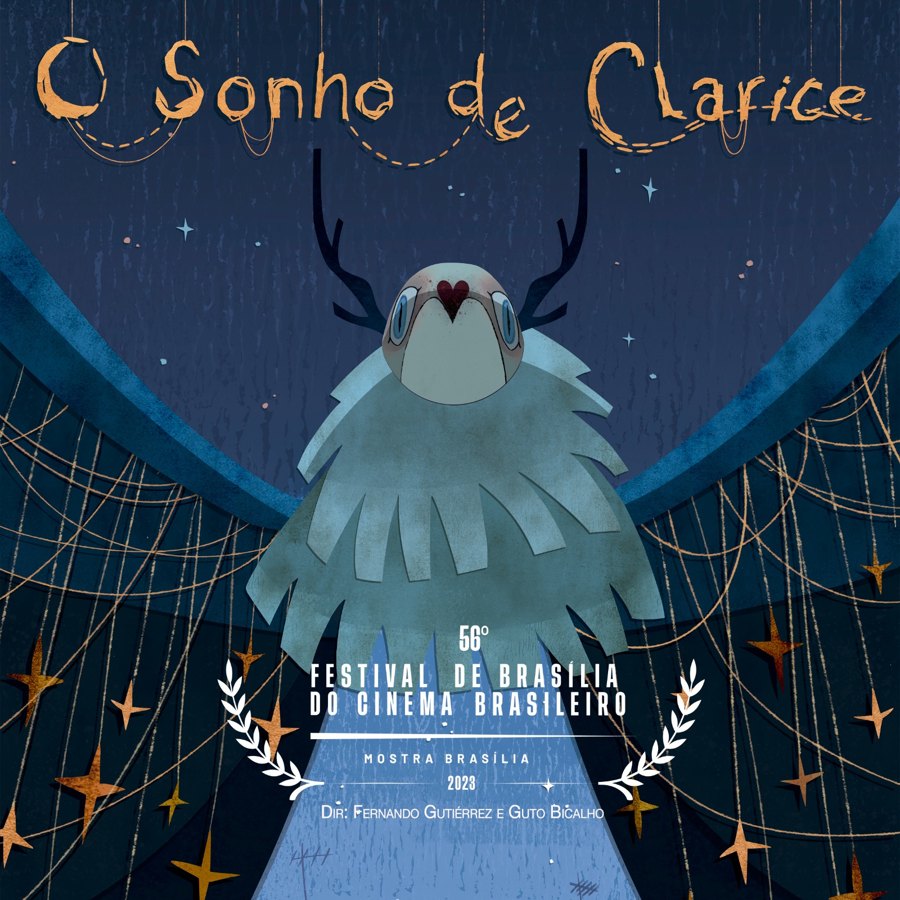 O Sonho de Clarice
56º
FESTIVAL DE BRASÍLIA
DO CINEMA BRASILEIRO
MOSTRA BRASÍLIA
2023
DIR: FERNANDO GUTIÉRREZ E GUTO BICALHO